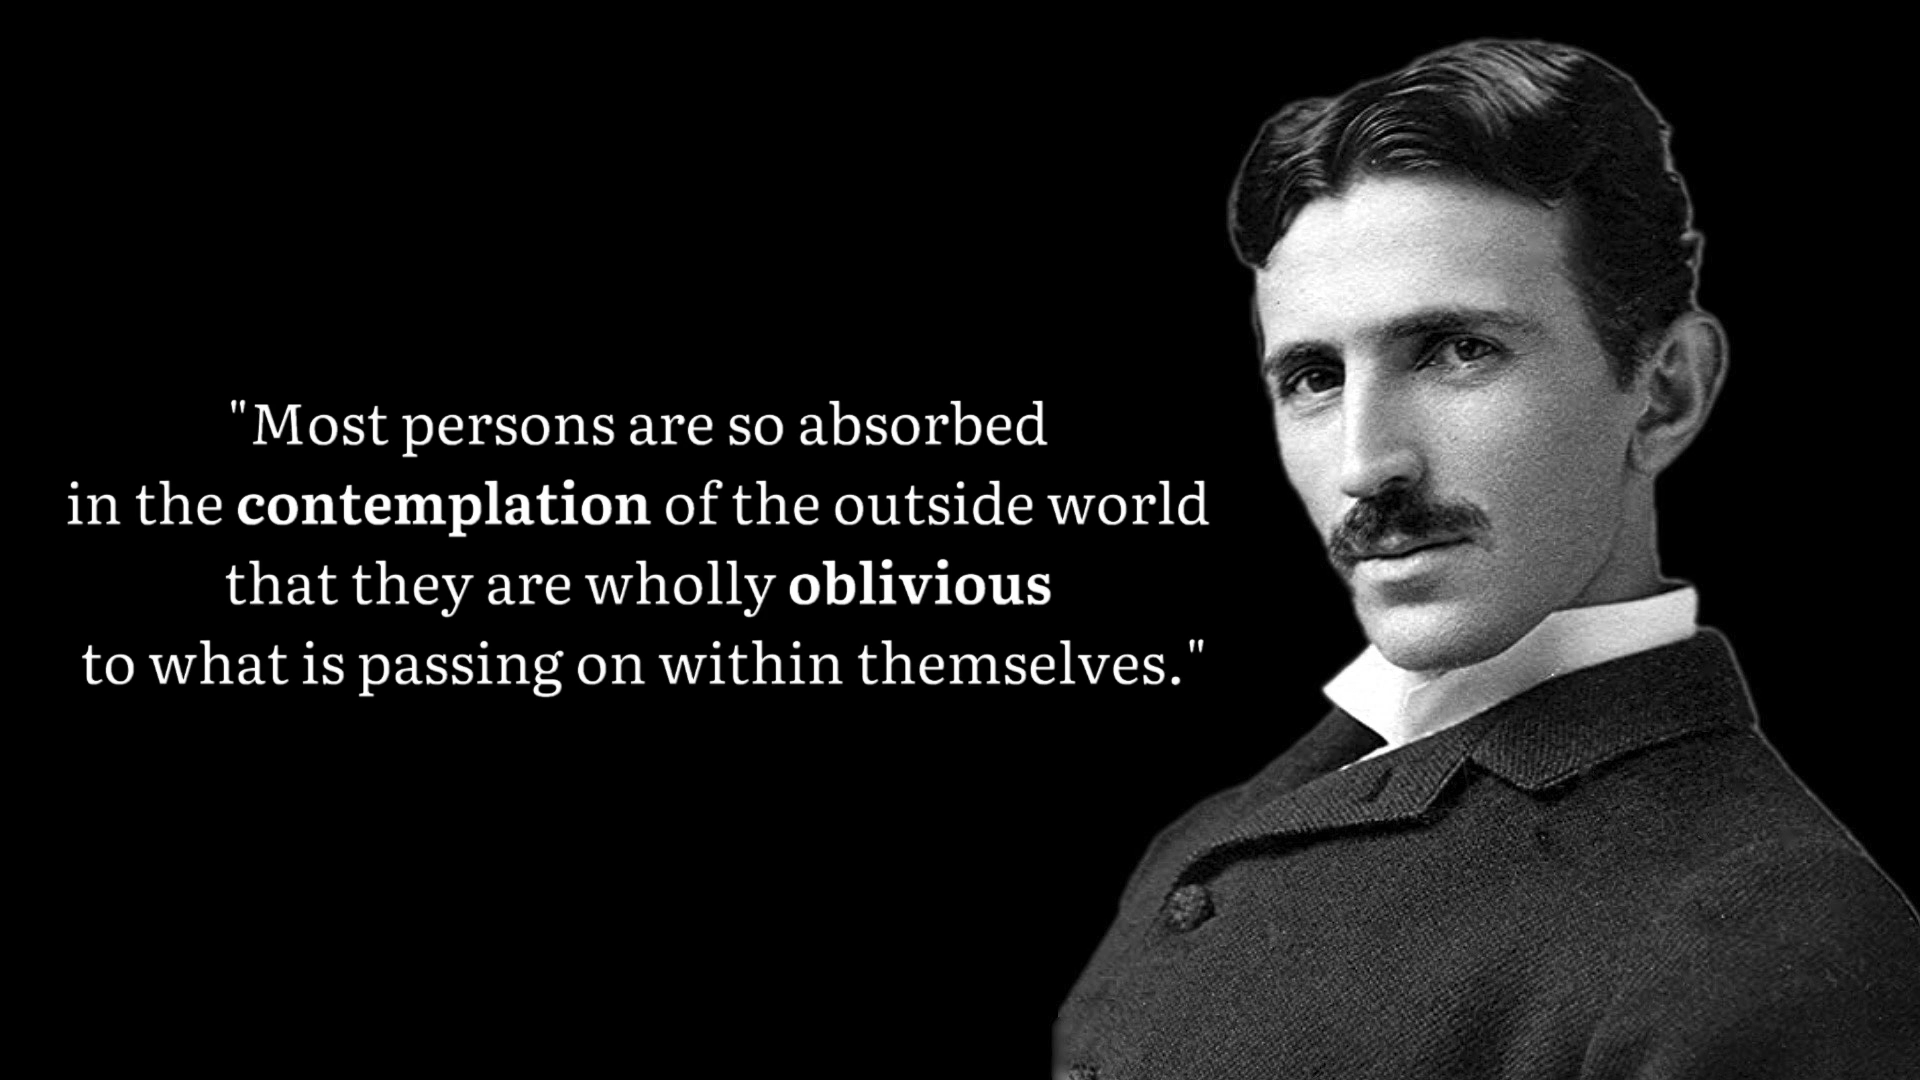 "Most persons are so absorbed
in the contemplation of the outside world
that they are wholly oblivious
to what is passing on within themselves."